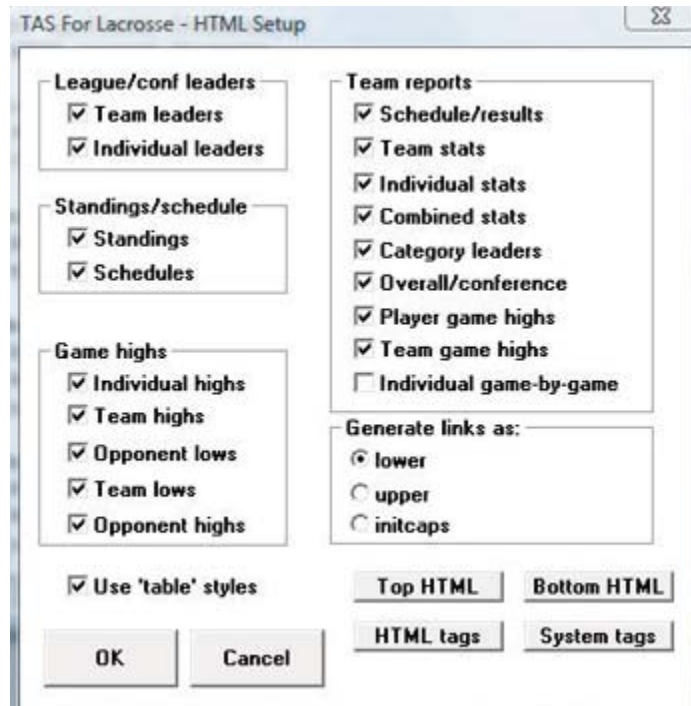 TAS For Lacrosse - HTML Setup
League/conf leaders
Team leaders
Individual leaders
Standings/schedule
Standings
Schedules
Game highs
Individual highs
Team highs
Opponent lows
Team lows
Opponent highs
Use 'table' styles
OK
Cancel
Team reports
Schedule/results
Team stats
Individual stats
Combined stats
Category leaders
Overall/conference
Player game highs
Team game highs
Individual game-by-game
Generate links as:
lower
upper
initcaps
Top HTML
Bottom HTML
HTML tags
System tags